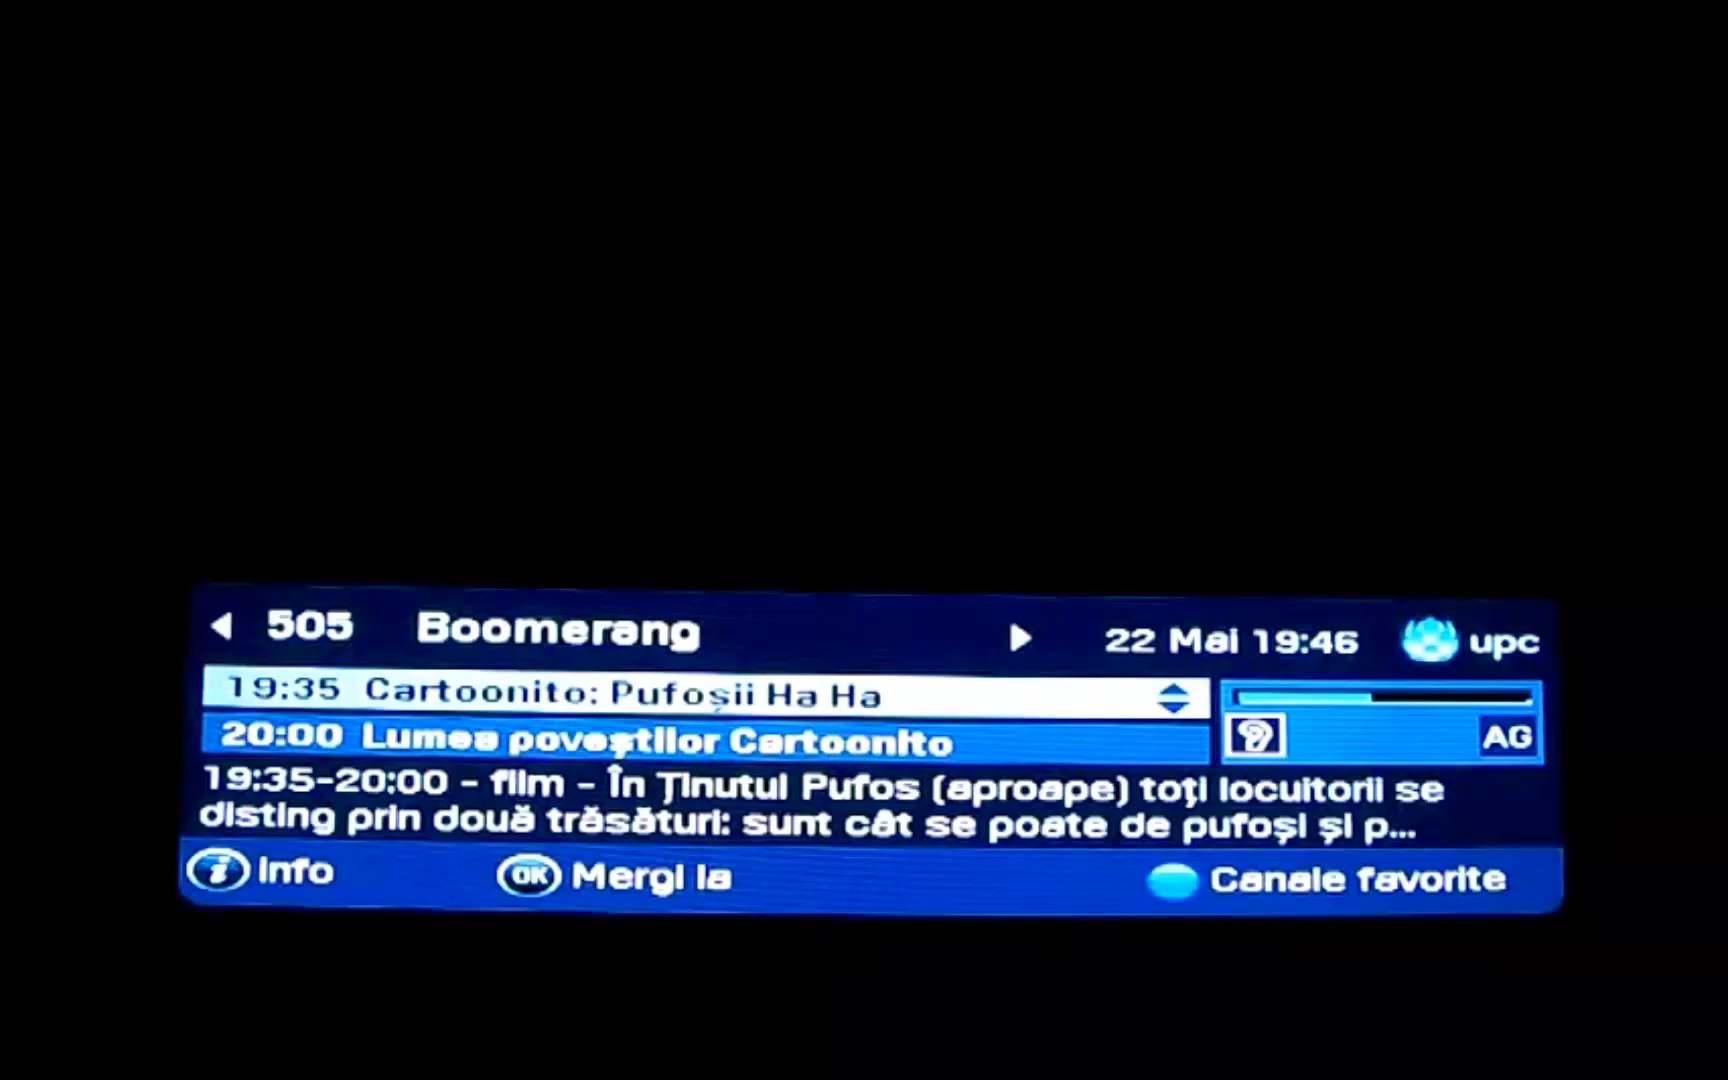 505 Boomerang 22 Mai 19:46 upc
19:35 Cartoonito: Pufoșii Ha Ha
20:00 Lumea poveștilor Cartoonito
AG
19:35-20:00 - film - În Ținutul Pufos (aproape) toți locuitorii se
disting prin două trăsături: sunt cât se poate de pufoși și p...
i Info OK Mergi la Canale favorite